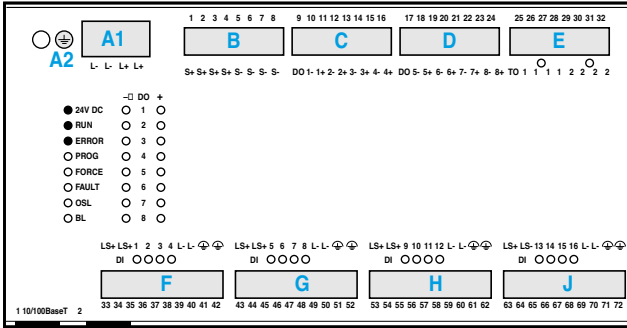 1 2 3 4 5 6 7 8 9 10 11 12 13 14 15 16 17 18 19 20 21 22 23 24 25 26 27 28 29 30 31 32
A1 B C D E
A2
L- L- L+ L+ S+ S+ S+ S+ S- S- S- S- DO 1- 1+ 2- 2+ 3- 3+ 4- 4+ DO 5- 5+ 6- 6+ 7- 7+ 8- 8+ TO 1 1 1 1 2 2 2 2
DO +
24V DC 1
RUN 2
ERROR 3
PROG 4
FORCE 5
FAULT 6
OSL 7
BL 8
LS+ LS+ 1 2 3 4 L- L- LS+ LS+ 5 6 7 8 L- L- LS+ LS+ 9 10 11 12 L- L- LS+ LS- 13 14 15 16 L- L-
DI DI DI DI
F G H J
33 34 35 36 37 38 39 40 41 42 43 44 45 46 47 48 49 50 51 52 53 54 55 56 57 58 59 60 61 62 63 64 65 66 67 68 69 70 71 72
1 10/100BaseT 2